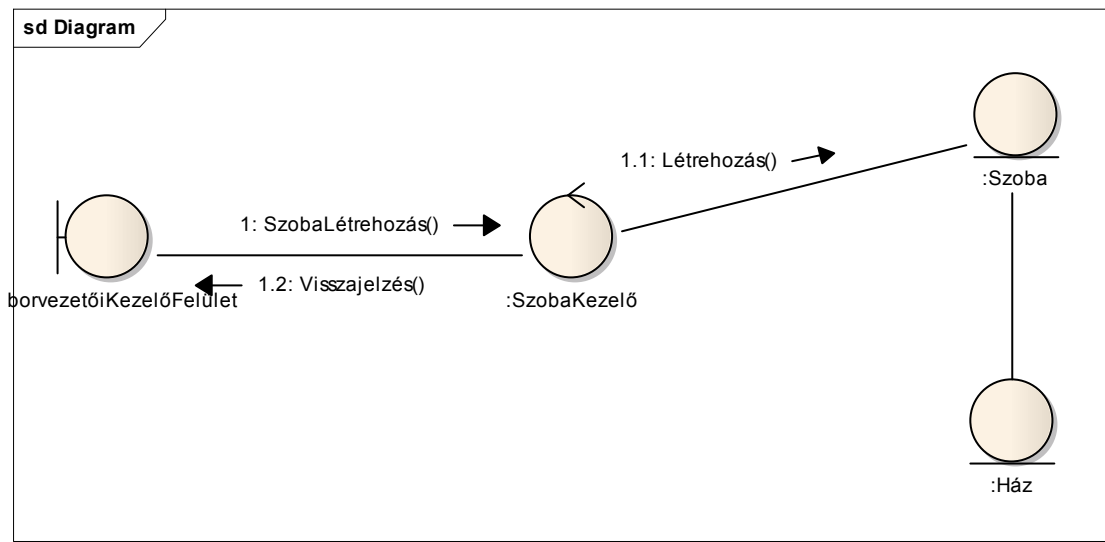 sd Diagram
1.1: Létrehozás()
:Szoba
1: SzobaLétrehozás()
1.2: Visszajelzés()
borvezetőiKezelőFelület
:SzobaKezelő
:Ház